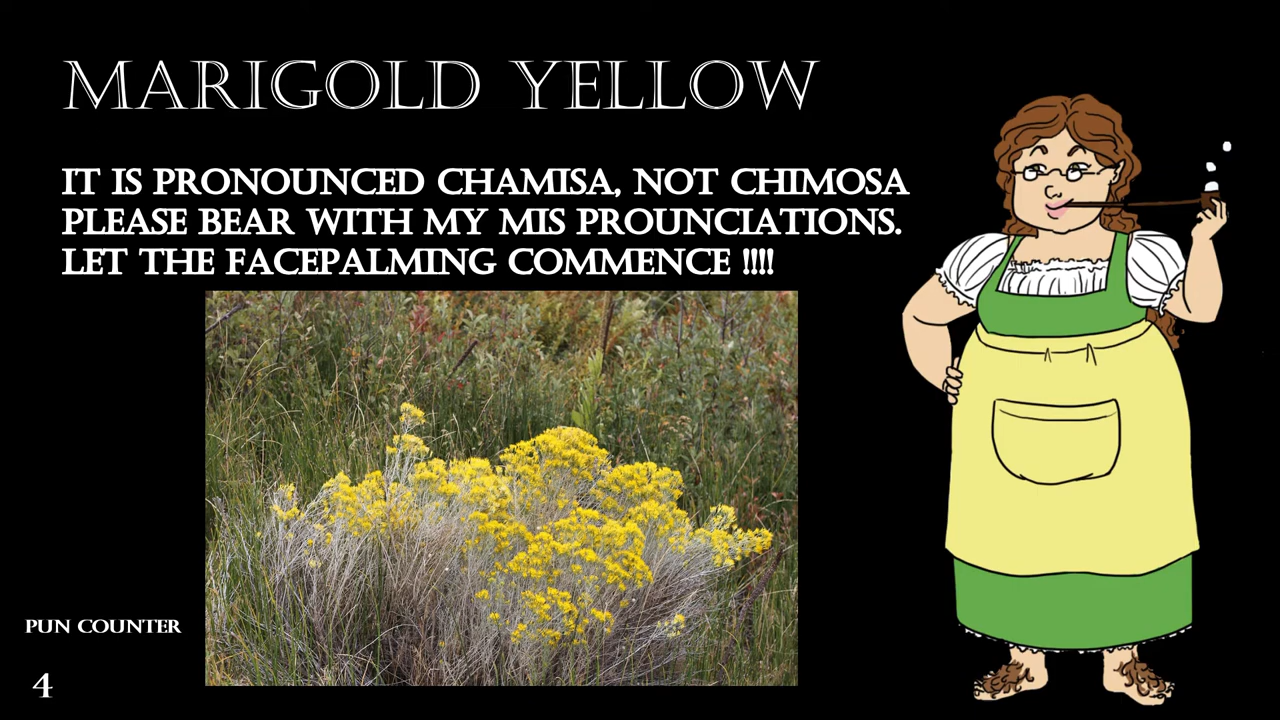 MARIGOLD YELLOW
IT IS PRONOUNCED CHAMISA, NOT CHIMOSA
PLEASE BEAR WITH MY MIS PROUNCIATIONS.
LET THE FACEPALMING COMMENCE !!!!
PUN COUNTER
4